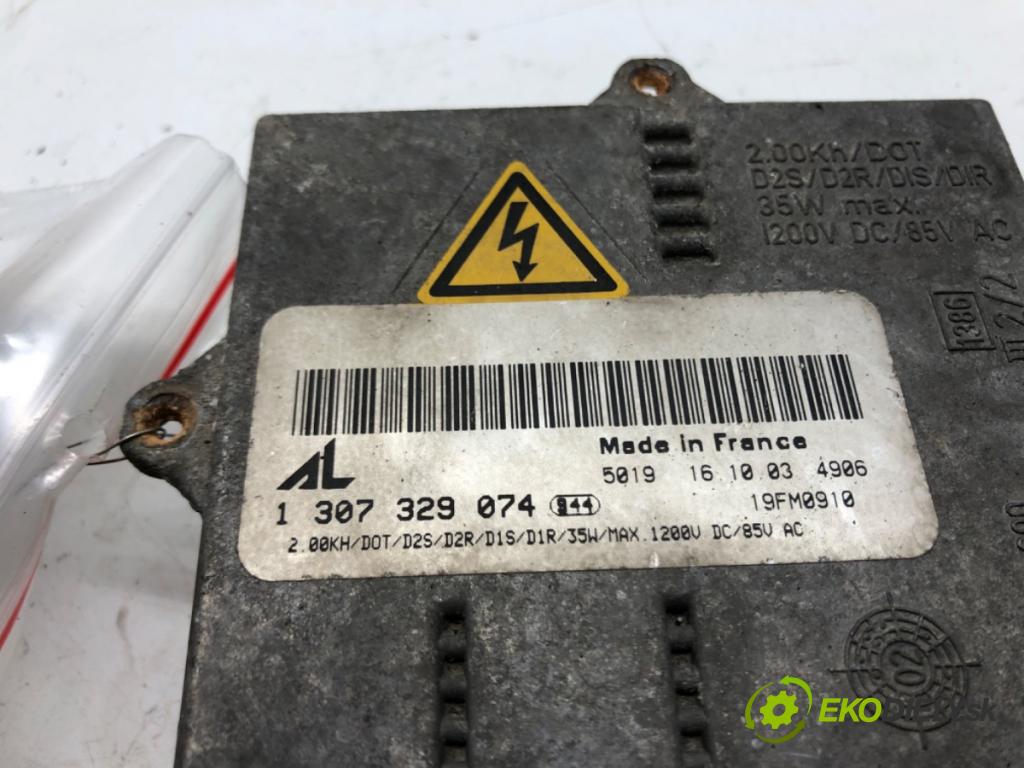 2.00Kh/DOT
D2S/D2R/D1S/D1R
35W max.
1200V DC/85V AC
1386
AL
Made in France
5019 16.10.03 4906
1 307 329 074 944
19FM0910
2.00KH/DOT/D2S/D2R/D1S/D1R/35W/MAX.1200V DC/85V AC
02
EKO